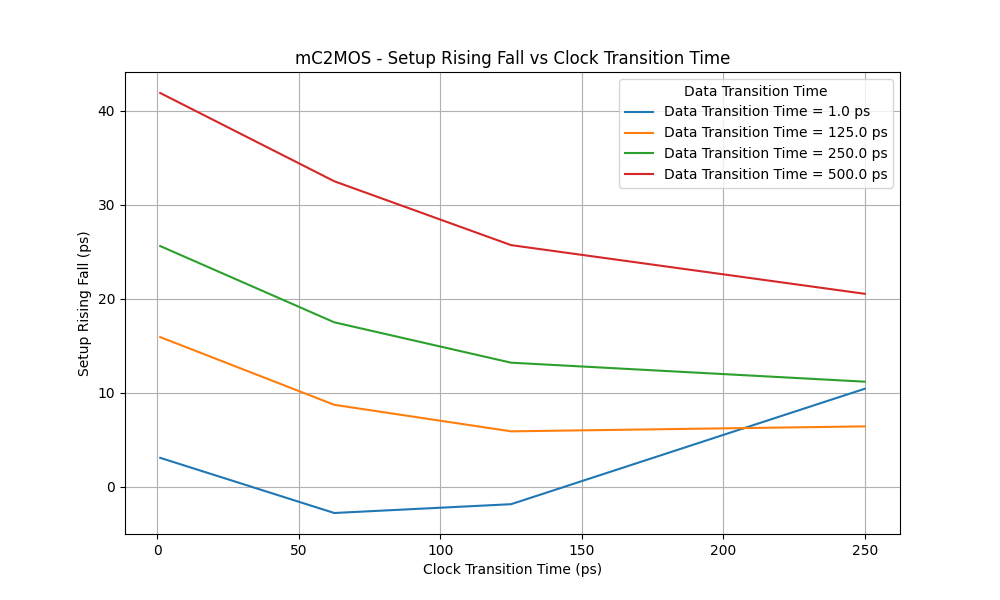 mC2MOS - Setup Rising Fall vs Clock Transition Time
Data Transition Time
Data Transition Time = 1.0 ps
Data Transition Time = 125.0 ps
Data Transition Time = 250.0 ps
Data Transition Time = 500.0 ps
Setup Rising Fall (ps)
40
30
20
10
0
0
50
100
150
200
250
Clock Transition Time (ps)